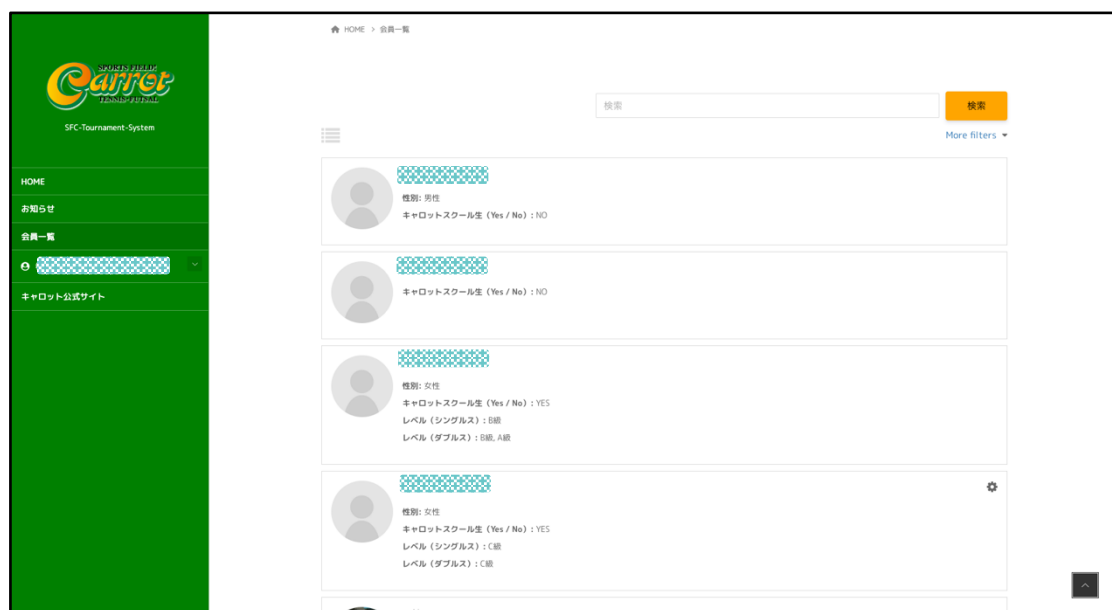 HOME > 会員一覧
SPORTS FIELD!
Carrot
TENNIS・FUTSAL
SFC-Tournament-System
HOME
お知らせ
会員一覧
キャロット公式サイト
検索
検索
More filters
性別: 男性
キャロットスクール生 (Yes / No) : NO
キャロットスクール生 (Yes / No) : NO
性別: 女性
キャロットスクール生 (Yes / No) : YES
レベル (シングルス) : B級
レベル (ダブルス) : B級, A級
性別: 女性
キャロットスクール生 (Yes / No) : YES
レベル (シングルス) : C級
レベル (ダブルス) : C級